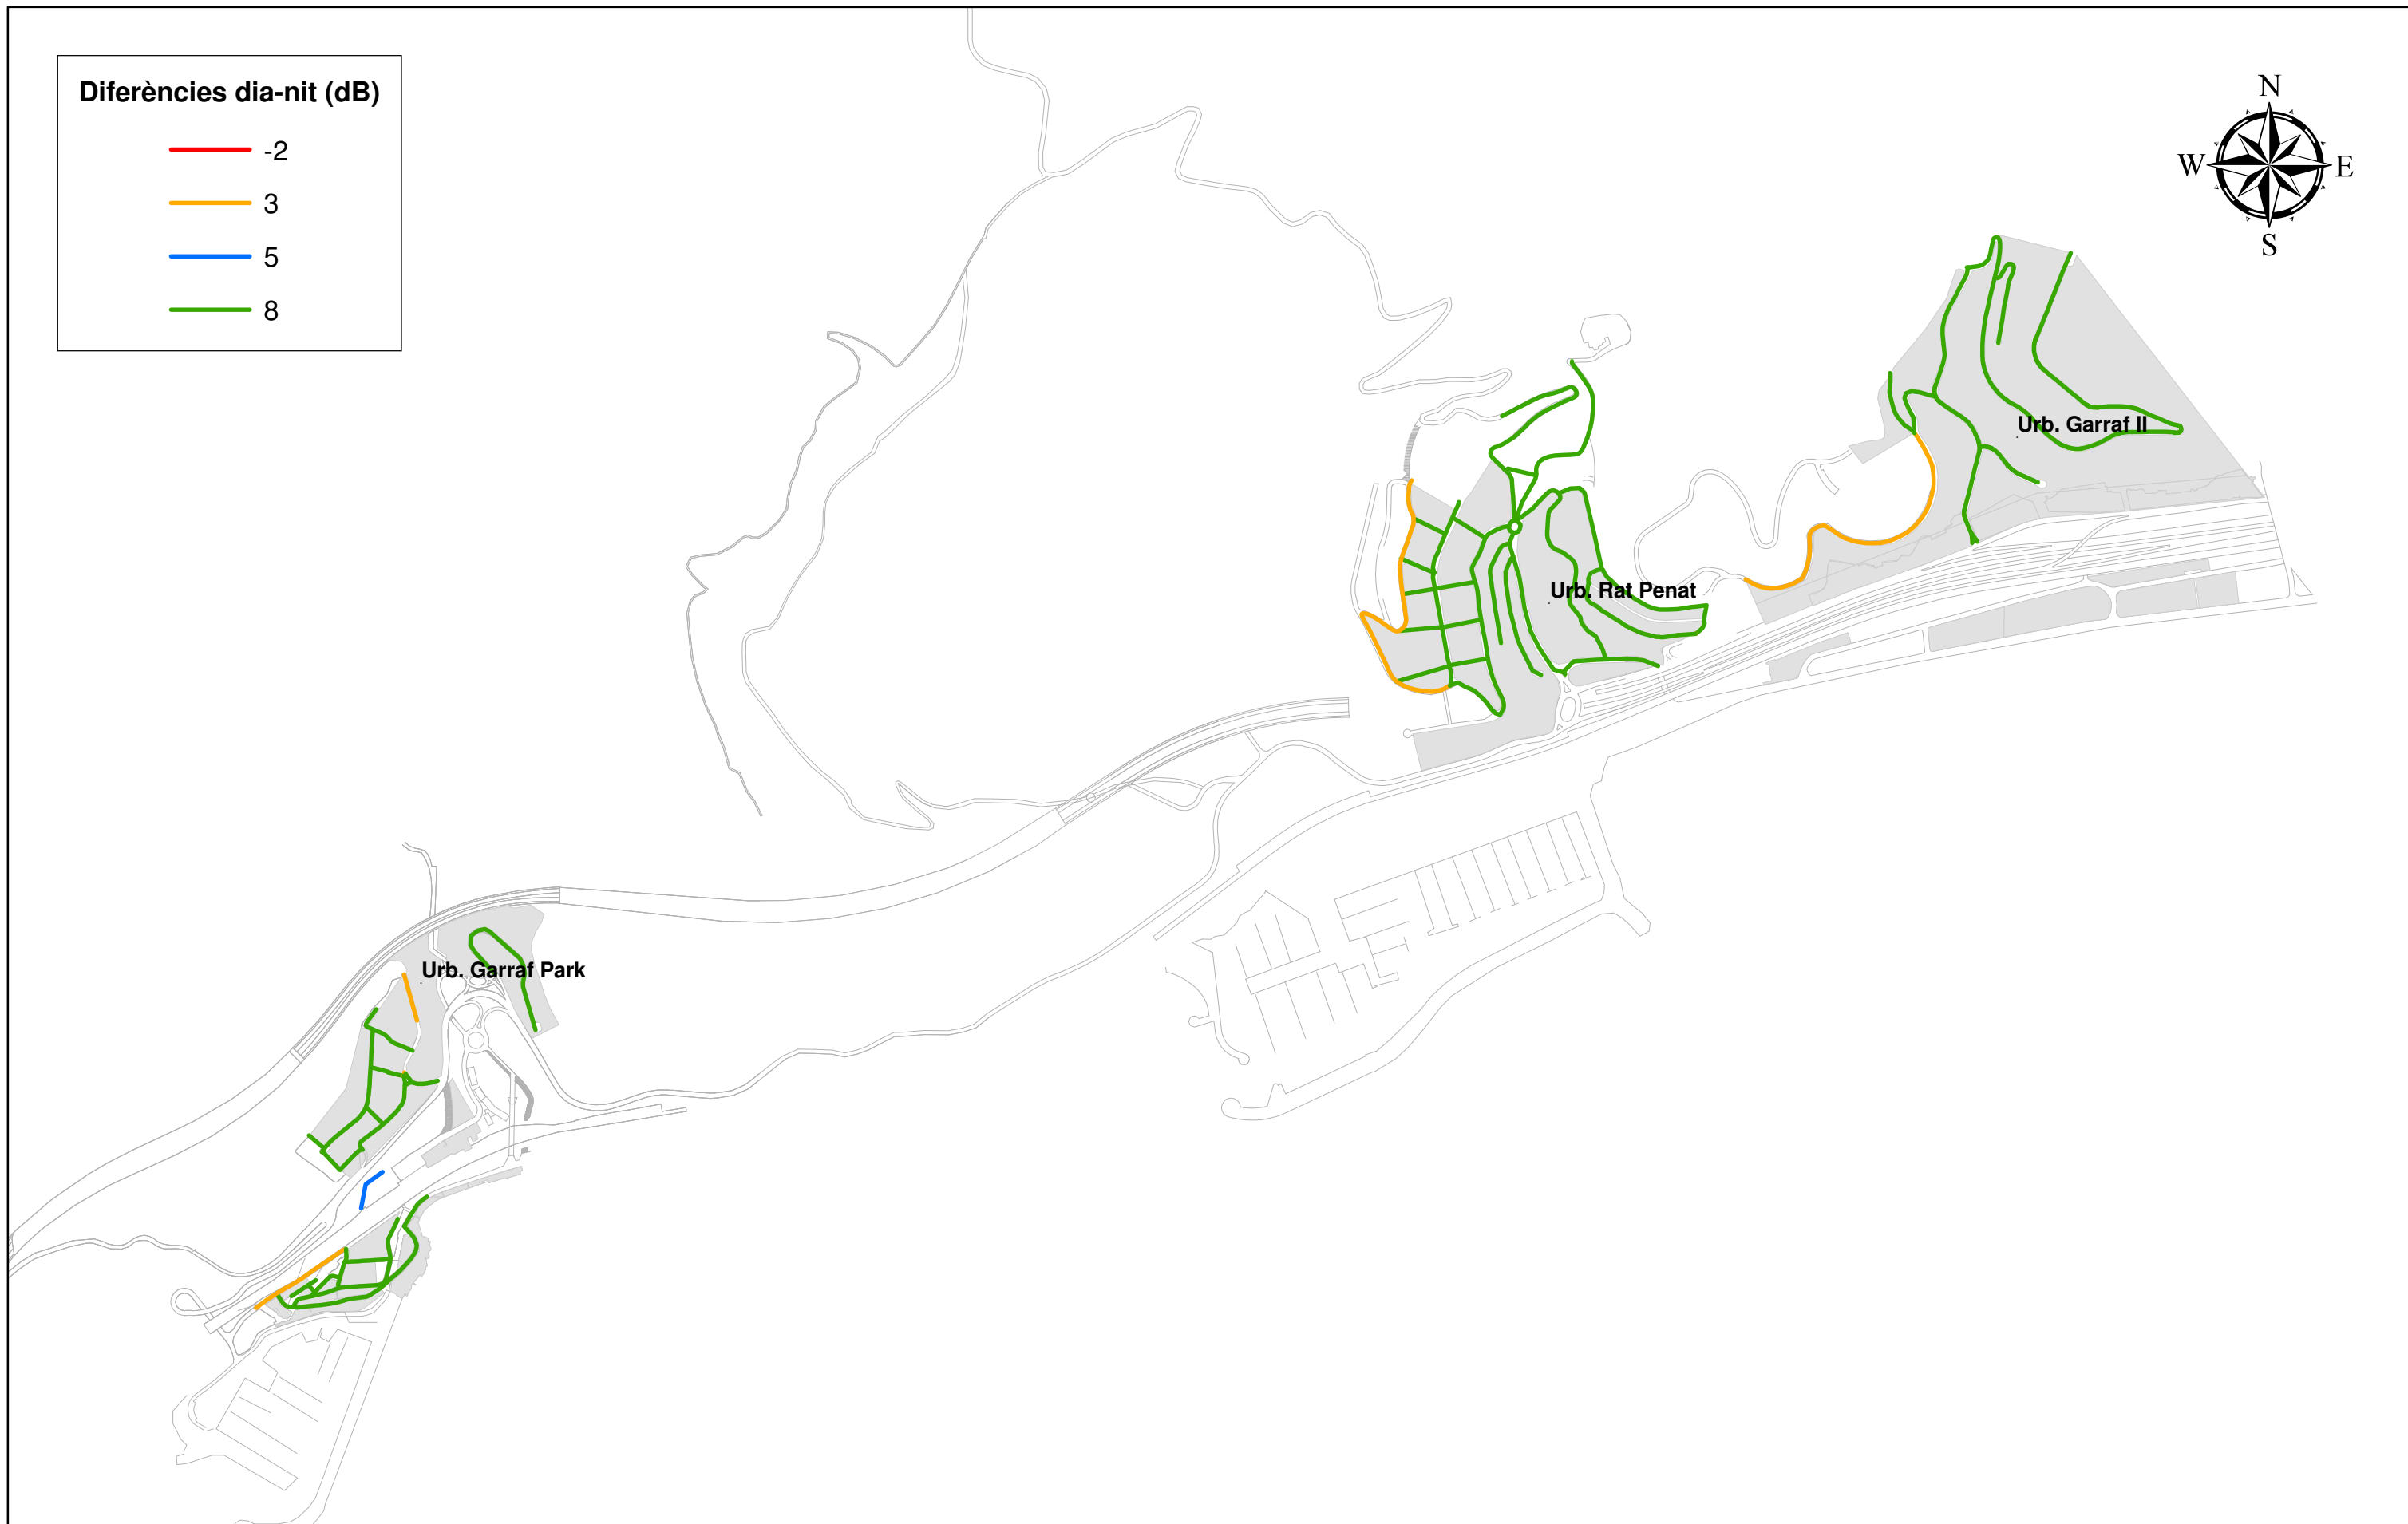 Diferències dia-nit (dB)
-2
3
5
8
N
W
E
S
Urb. Garraf II
Urb. Rat Penat
Urb. Garraf Park